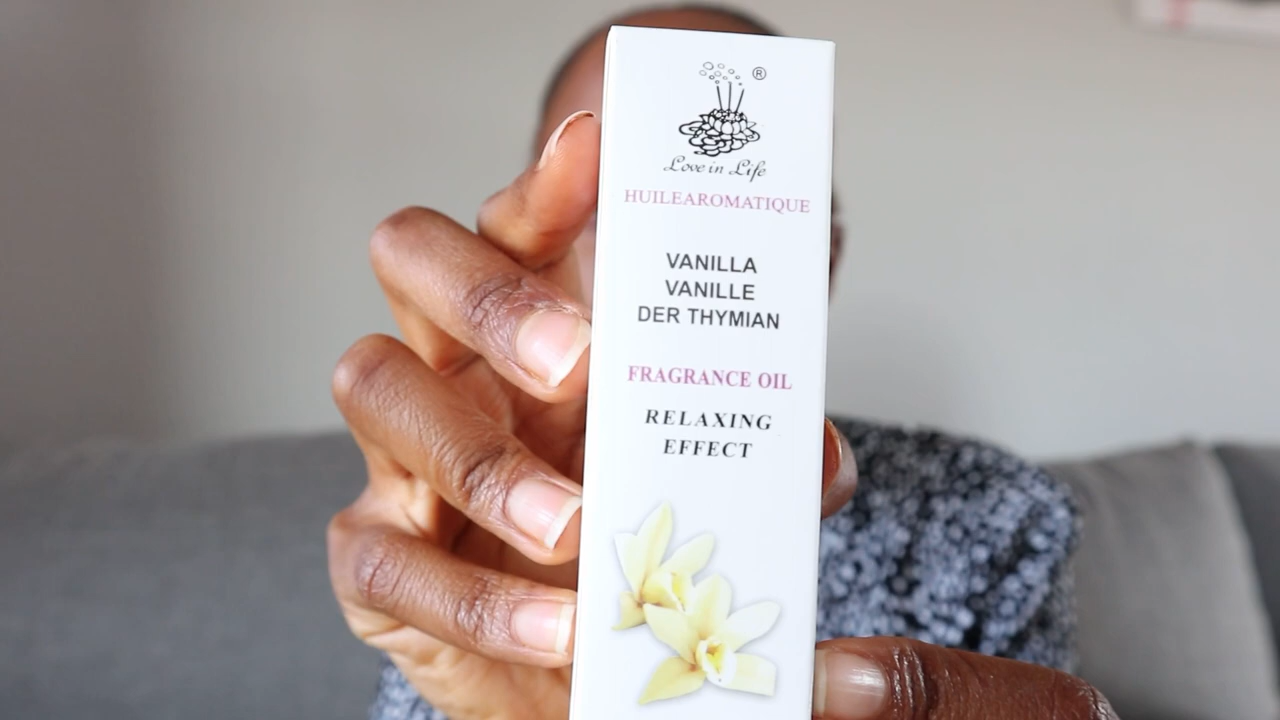 ®
Love in Life
HUILEAROMATIQUE
VANILLA
VANILLE
DER THYMIAN
FRAGRANCE OIL
RELAXING
EFFECT